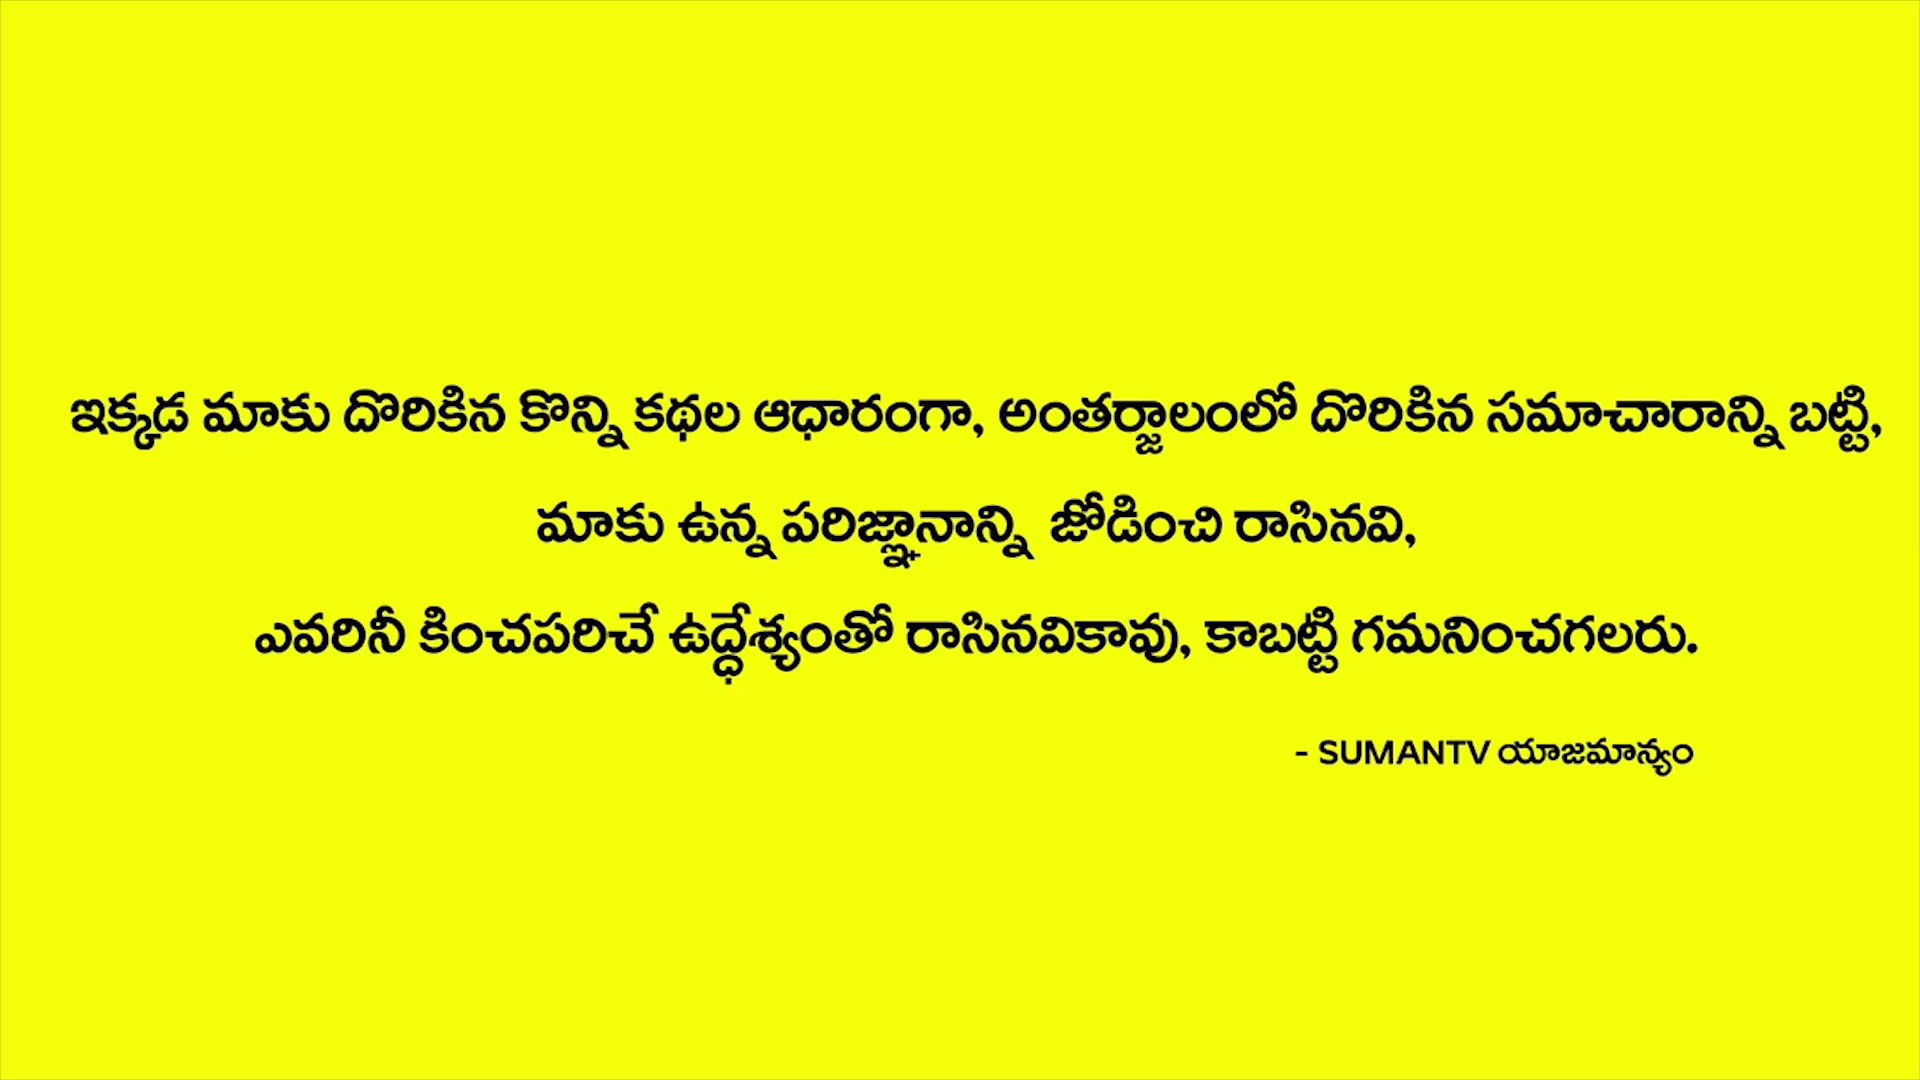 ఇక్కడ మాకు దొరికిన కొన్ని కథల ఆధారంగా, అంతర్జాలంలో దొరికిన సమాచారాన్ని బట్టి,
మాకు ఉన్న పరిజ్ఞానాన్ని జోడించి రాసినవి,
ఎవరినీ కించపరిచే ఉద్ధేశ్యంతో రాసినవికావు, కాబట్టి గమనించగలరు.
- SUMANTV యాజమాన్యం